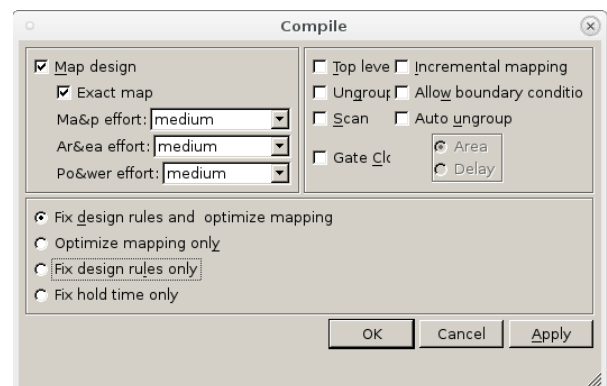 Compile
Map design
Exact map
Ma&p effort: medium
Ar&ea effort: medium
Po&wer effort: medium
Top leve
Incremental mapping
Ungroup
Allow boundary conditio
Scan
Auto ungroup
Gate Clo
Area
Delay
Fix design rules and optimize mapping
Optimize mapping only
Fix design rules only
Fix hold time only
OK
Cancel
Apply